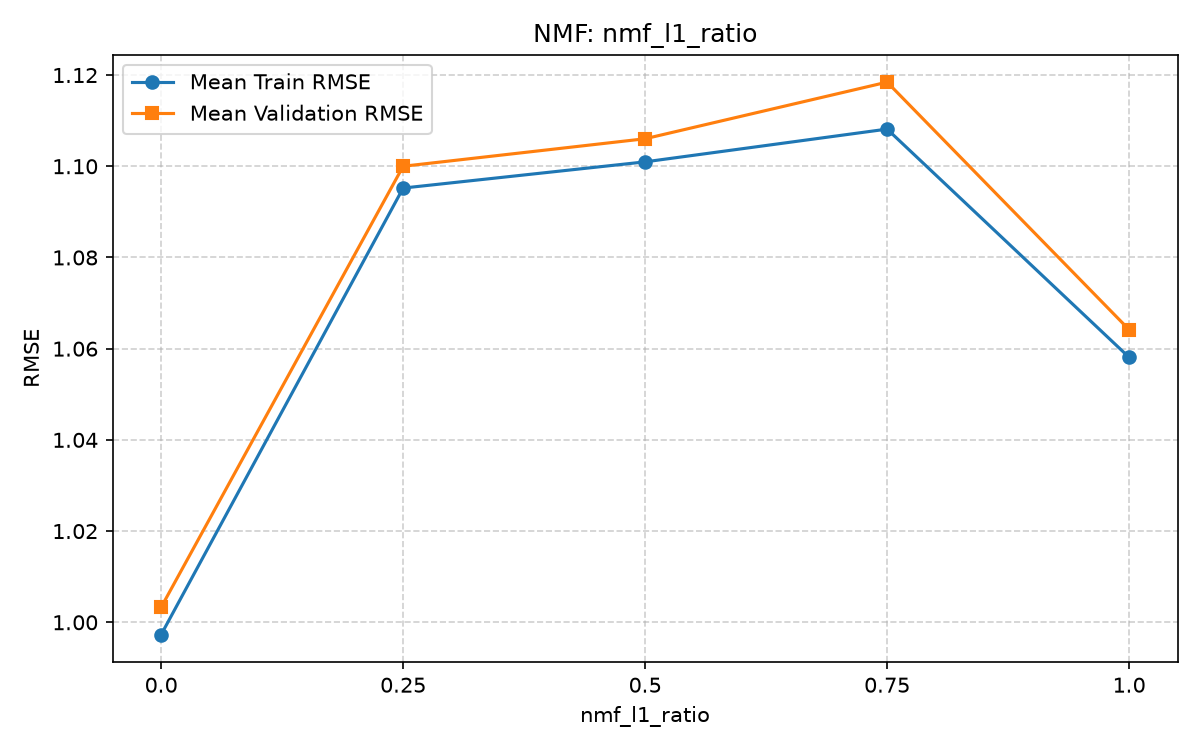 NMF: nmf_l1_ratio
Mean Train RMSE
Mean Validation RMSE
1.12
1.10
1.08
1.06
1.04
1.02
1.00
RMSE
0.0 0.25 0.5 0.75 1.0
nmf_l1_ratio